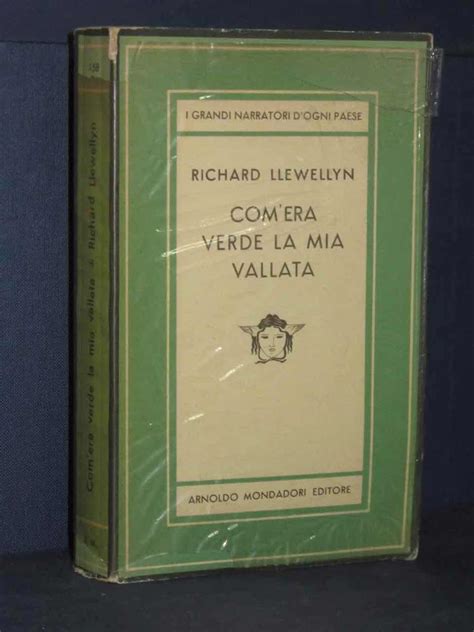 I GRANDI NARRATORI D'OGNI PAESE
RICHARD LLEWELLYN
COM'ERA
VERDE LA MIA
VALLATA
ARNOLDO MONDADORI EDITORE
Com'era verde la mia vallata di Richard Llewellyn